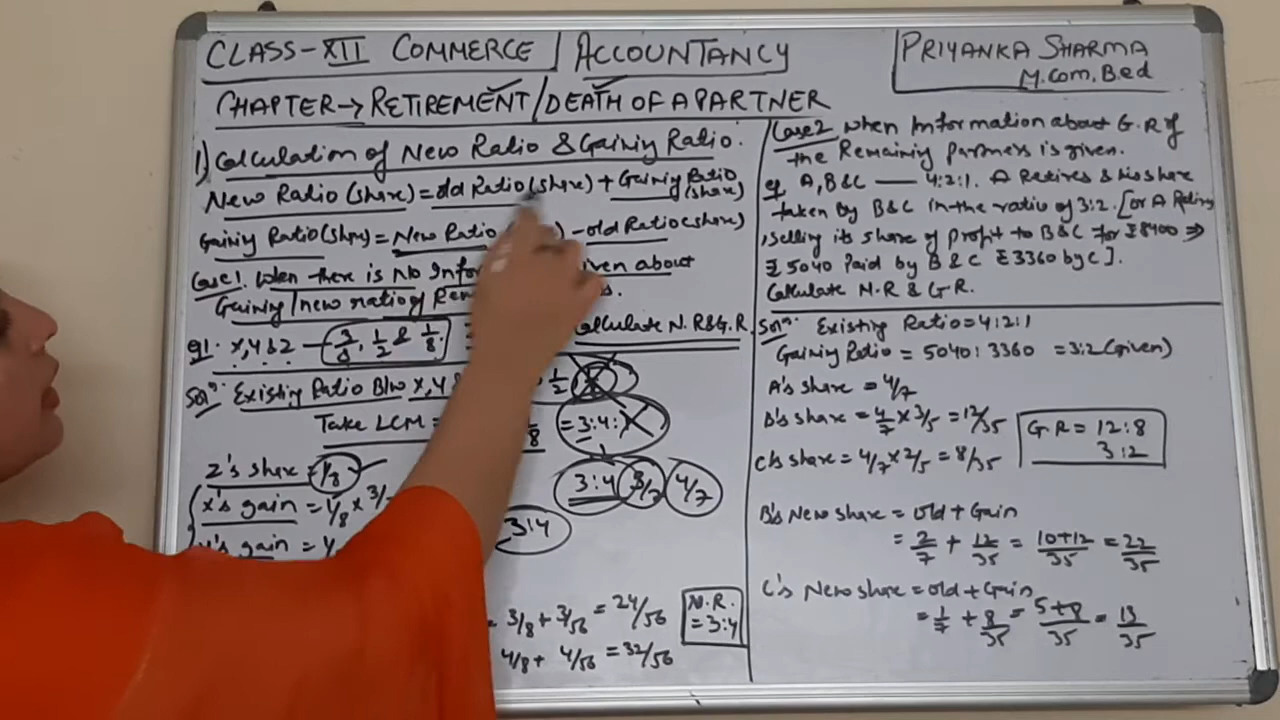 CLASS-XII COMMERCE / ACCOUNTANCY
PRIYANKA SHARMA
M.Com. B.ed
CHAPTER→ RETIREMENT/DEATH OF A PARTNER
1) Calculation of New Ratio & Gaining Ratio.
New Ratio (Share) = old Ratio (Share) + Gaining Ratio (Share)
Gaining Ratio (Share) = New Ratio - old Ratio (share)
Case 1. When there is No Infor given about
Gaining/new ratio of Rem
eg1. X, Y & Z — 3/8, 1/2 & 1/8.
Calculate N.R & G.R.
Soln: Existing Ratio B/w X, Y & 1/2
Take LCM = /8 = 3:4:
3:4 3/7 4/7
Z's share = 1/8
X's gain = 1/8 × 3/
Y's gain = 3:4
= 3/8 + 3/56 = 24/56
4/8 + 4/56 = 32/56
N.R. = 3:4
Case 2 When Information about G.R of
the Remaining partners is given.
eg A, B & C — 4:2:1. A Retires & his share
taken by B & C in the ratio of 3:2. [or A Retiring
, Selling its share of profit to B & C for ₹8400 ⇒
₹ 5040 Paid by B & C ₹3360 by C].
Calculate N.R & G.R.
Soln: Existing Ratio = 4:2:1
Gaining Ratio = 5040 : 3360 = 3:2 (given)
A's share = 4/7
B's share = 4/7 × 3/5 = 12/35
C's share = 4/7 × 2/5 = 8/35
G.R = 12:8
3:2
B's New share = old + Gain
= 2/7 + 12/35 = 10+12/35 = 22/35
C's New share = old + Gain
= 1/7 + 8/35 = 5+8/35 = 13/35